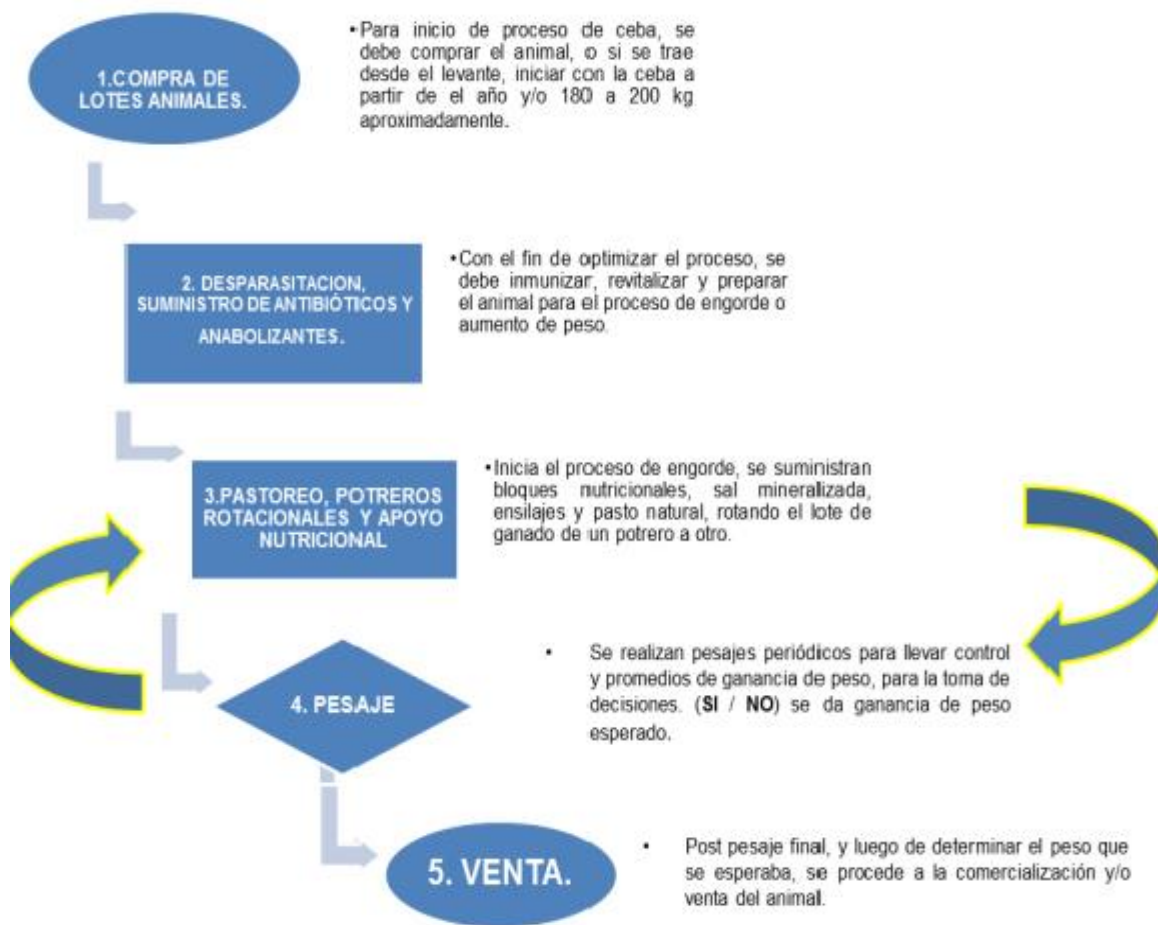 1.COMPRA DE
LOTES ANIMALES.
•Para inicio de proceso de ceba, se
debe comprar el animal, o si se trae
desde el levante, iniciar con la ceba a
partir de el año y/o 180 a 200 kg
aproximadamente.
2. DESPARASITACION,
SUMINISTRO DE ANTIBIÓTICOS Y
ANABOLIZANTES.
•Con el fin de optimizar el proceso, se
debe inmunizar, revitalizar y preparar
el animal para el proceso de engorde o
aumento de peso.
3.PASTOREO, POTREROS
ROTACIONALES Y APOYO
NUTRICIONAL
•Inicia el proceso de engorde, se suministran
bloques nutricionales, sal mineralizada,
ensilajes y pasto natural, rotando el lote de
ganado de un potrero a otro.
4. PESAJE
• Se realizan pesajes periódicos para llevar control
y promedios de ganancia de peso, para la toma de
decisiones. (SI / NO) se da ganancia de peso
esperado.
5. VENTA.
• Post pesaje final, y luego de determinar el peso que
se esperaba, se procede a la comercialización y/o
venta del animal.